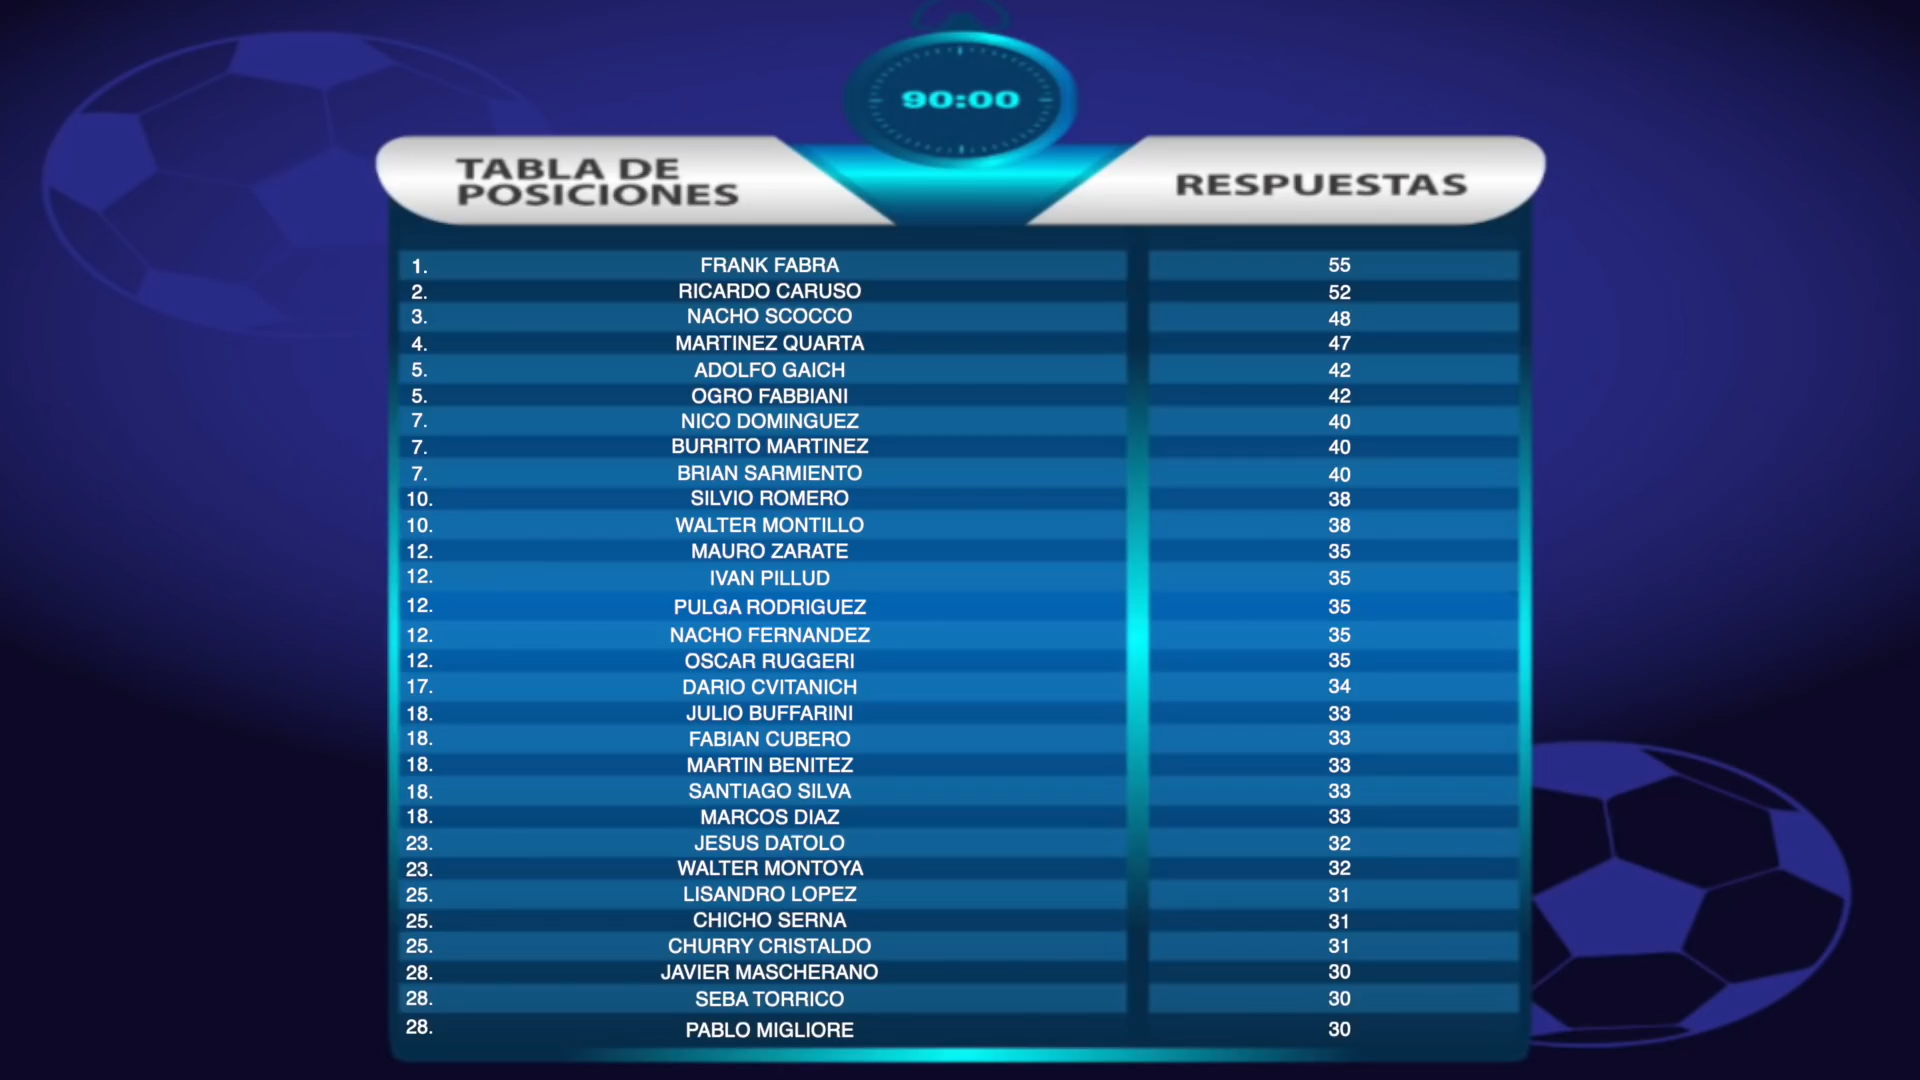 90:00
TABLA DE
POSICIONES
RESPUESTAS
1. FRANK FABRA 55
2. RICARDO CARUSO 52
3. NACHO SCOCCO 48
4. MARTINEZ QUARTA 47
5. ADOLFO GAICH 42
5. OGRO FABBIANI 42
7. NICO DOMINGUEZ 40
7. BURRITO MARTINEZ 40
7. BRIAN SARMIENTO 40
10. SILVIO ROMERO 38
10. WALTER MONTILLO 38
12. MAURO ZARATE 35
12. IVAN PILLUD 35
12. PULGA RODRIGUEZ 35
12. NACHO FERNANDEZ 35
12. OSCAR RUGGERI 35
17. DARIO CVITANICH 34
18. JULIO BUFFARINI 33
18. FABIAN CUBERO 33
18. MARTIN BENITEZ 33
18. SANTIAGO SILVA 33
18. MARCOS DIAZ 33
23. JESUS DATOLO 32
23. WALTER MONTOYA 32
25. LISANDRO LOPEZ 31
25. CHICHO SERNA 31
25. CHURRY CRISTALDO 31
28. JAVIER MASCHERANO 30
28. SEBA TORRICO 30
28. PABLO MIGLIORE 30